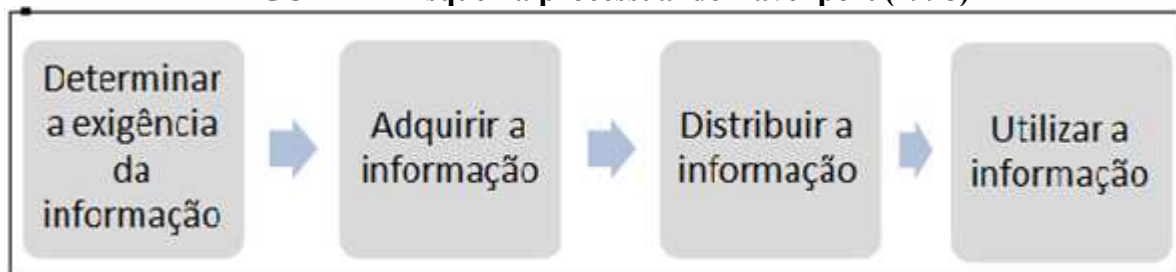 Determinar
a exigência
da
informação
Adquirir a
informação
Distribuir a
informação
Utilizar a
informação